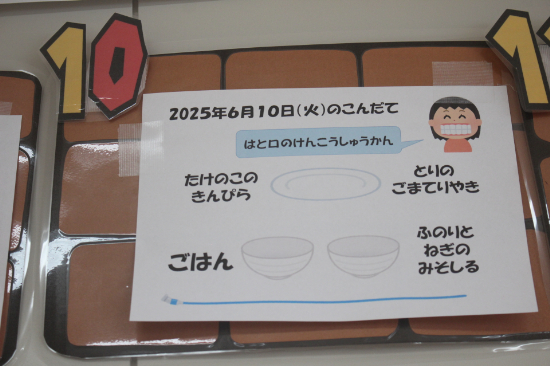 10
2025年6月10日(火)のこんだて
はと口のけんこうしゅうかん
たけのこの
きんぴら
とりの
ごまてりやき
ごはん
ふのりと
ねぎの
みそしる